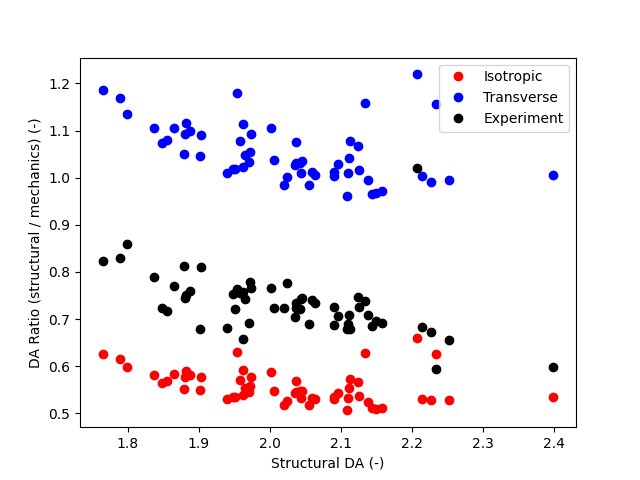 Isotropic
Transverse
Experiment
DA Ratio (structural / mechanics) (-)
1.2
1.1
1.0
0.9
0.8
0.7
0.6
0.5
1.8 1.9 2.0 2.1 2.2 2.3 2.4
Structural DA (-)